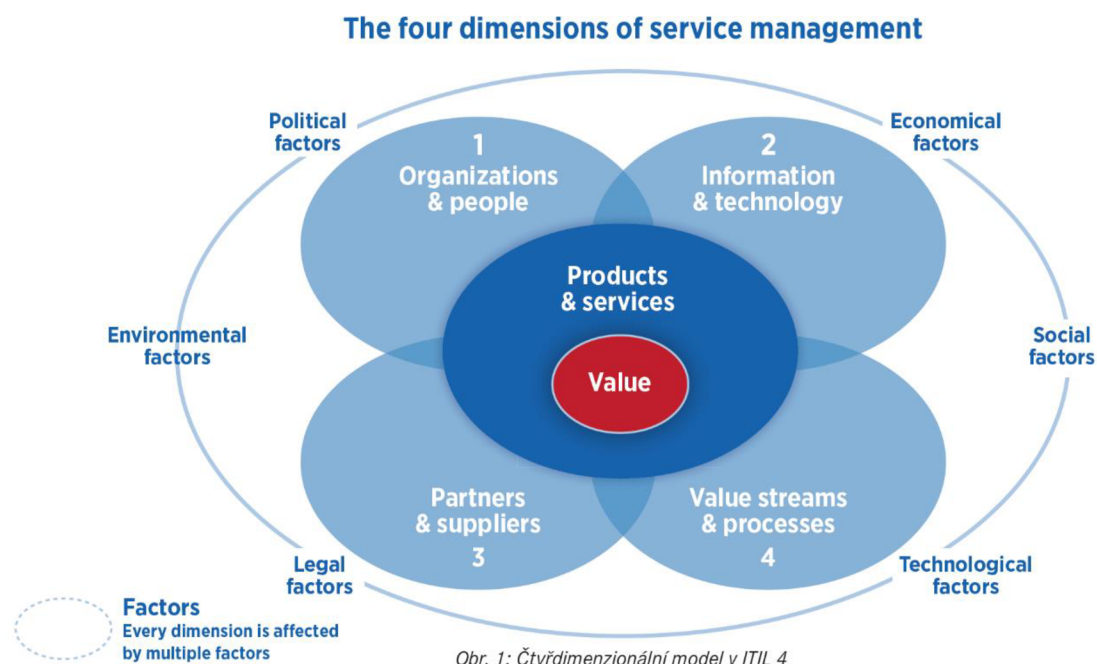 The four dimensions of service management
Political
factors
Economical
factors
1
Organizations
& people
2
Information
& technology
Products
& services
Environmental
factors
Social
factors
Value
Partners
& suppliers
3
Value streams
& processes
4
Legal
factors
Technological
factors
Factors
Every dimension is affected
by multiple factors
Obr. 1: Čtyřdimenzionální model v ITIL 4